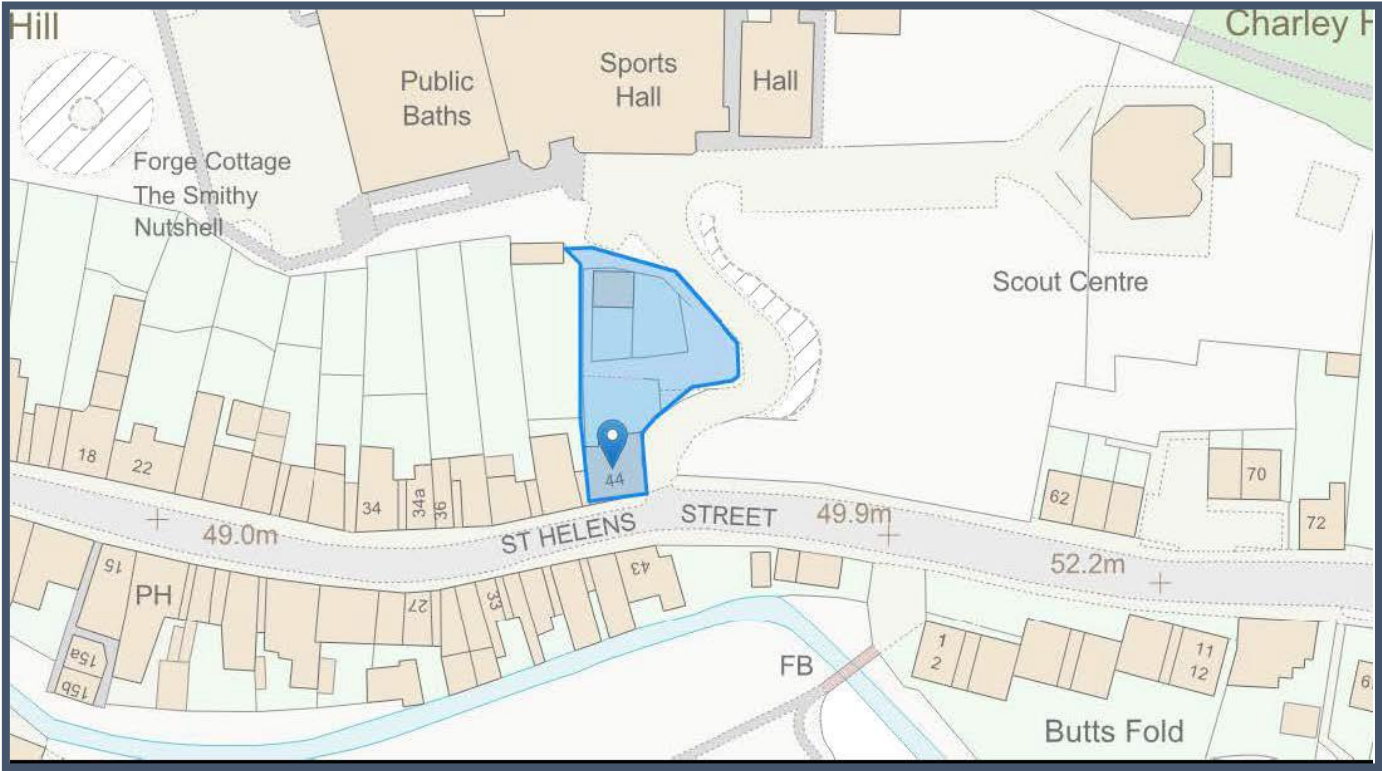 Hill
Charley
Public
Baths
Sports
Hall
Hall
Forge Cottage
The Smithy
Nutshell
Scout Centre
18
22
34
34a
36
44
62
70
72
49.0m
ST HELENS STREET
49.9m
52.2m
15
PH
15a
15b
27
33
43
FB
1
2
11
12
Butts Fold